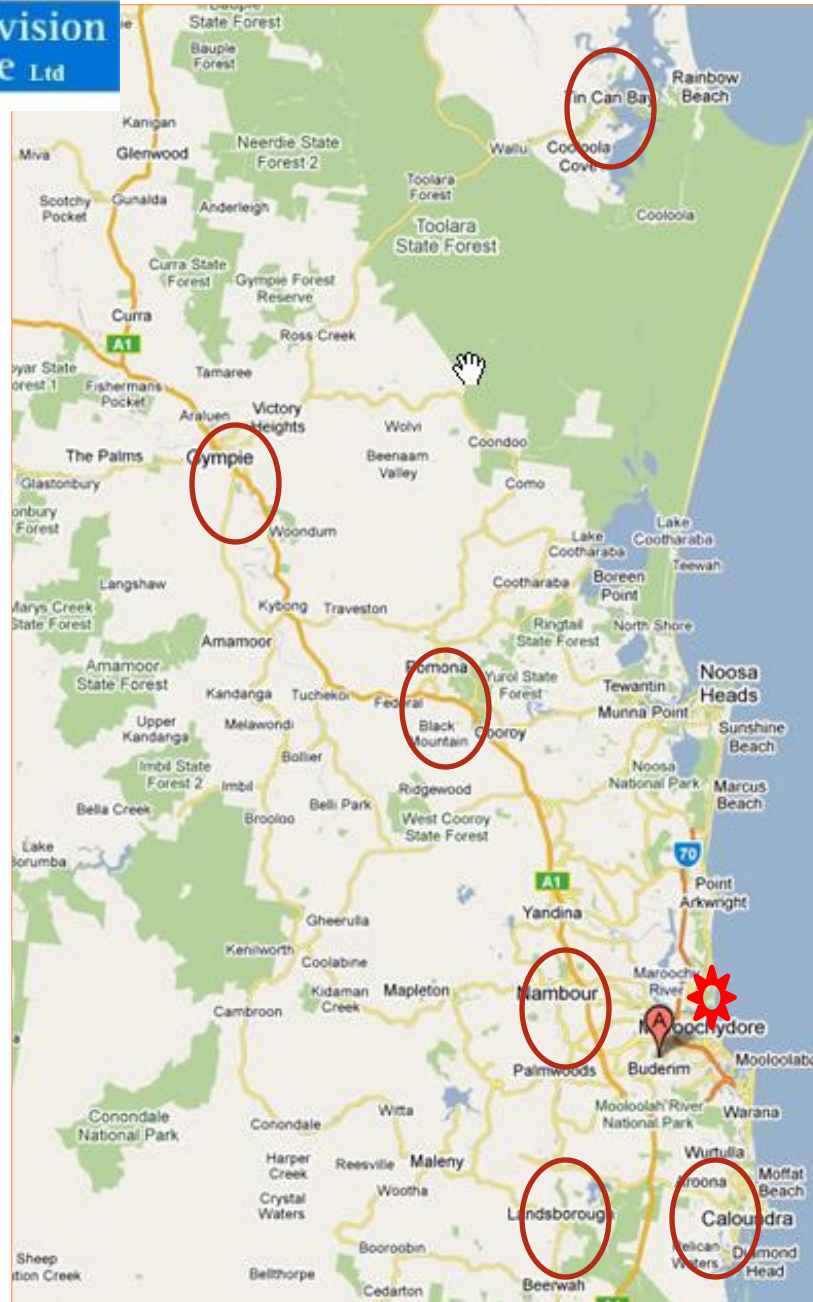 vision
e Ltd
State Forest
Bauple
Forest
Rainbow
Beach
Tin Can Bay
Kanigan
Miva
Glenwood
Neerdie State
Forest 2
Wallu
Cooloola
Cove
Toolara
Forest
Scotchy
Pocket
Gunalda
Anderleigh
Cooloola
Toolara
State Forest
Curra State
Forest
Gympie Forest
Reserve
Curra
Ross Creek
A1
Tamaree
Fishermans
Pocket
Araluen
Victory
Heights
Wolvi
Coondoo
The Palms
Gympie
Beenaam
Valley
Glastonbury
Como
Forest
Woondum
Lake
Cootharaba
Lake
Cootharaba
Teewah
Langshaw
Cootharaba
Boreen
Point
Marys Creek
State Forest
Kybong
Traveston
Ringtail
State Forest
North Shore
Amamoor
Amamoor
State Forest
Pomona
Yurol State
Forest
Noosa
Heads
Tewantin
Kandanga
Tuchekoi
Federal
Munna Point
Upper
Kandanga
Melawondi
Black
Mountain
Cooroy
Sunshine
Beach
Bollier
Imbil State
Forest 2
Noosa
National Park
Imbil
Ridgewood
Marcus
Beach
Bella Creek
Brooloo
Belli Park
West Cooroy
State Forest
Lake
Borumba
70
A1
Point
Arkwright
Yandina
Gheerulla
Kenilworth
Coolabine
Maroochy
River
Kidaman
Creek
Mapleton
Nambour
Cambroon
A
Maroochydore
Mooloolaba
Palmwoods
Buderim
Mooloolah River
National Park
Warana
Conondale
National Park
Witta
Conondale
Wurtulla
Harper
Creek
Reesville
Maleny
Aroona
Moffat
Beach
Crystal
Waters
Wootha
Landsborough
Caloundra
Pelican
Waters
Diamond
Head
Booroobin
Sheep
Bellthorpe
Beerwah
Cedarton